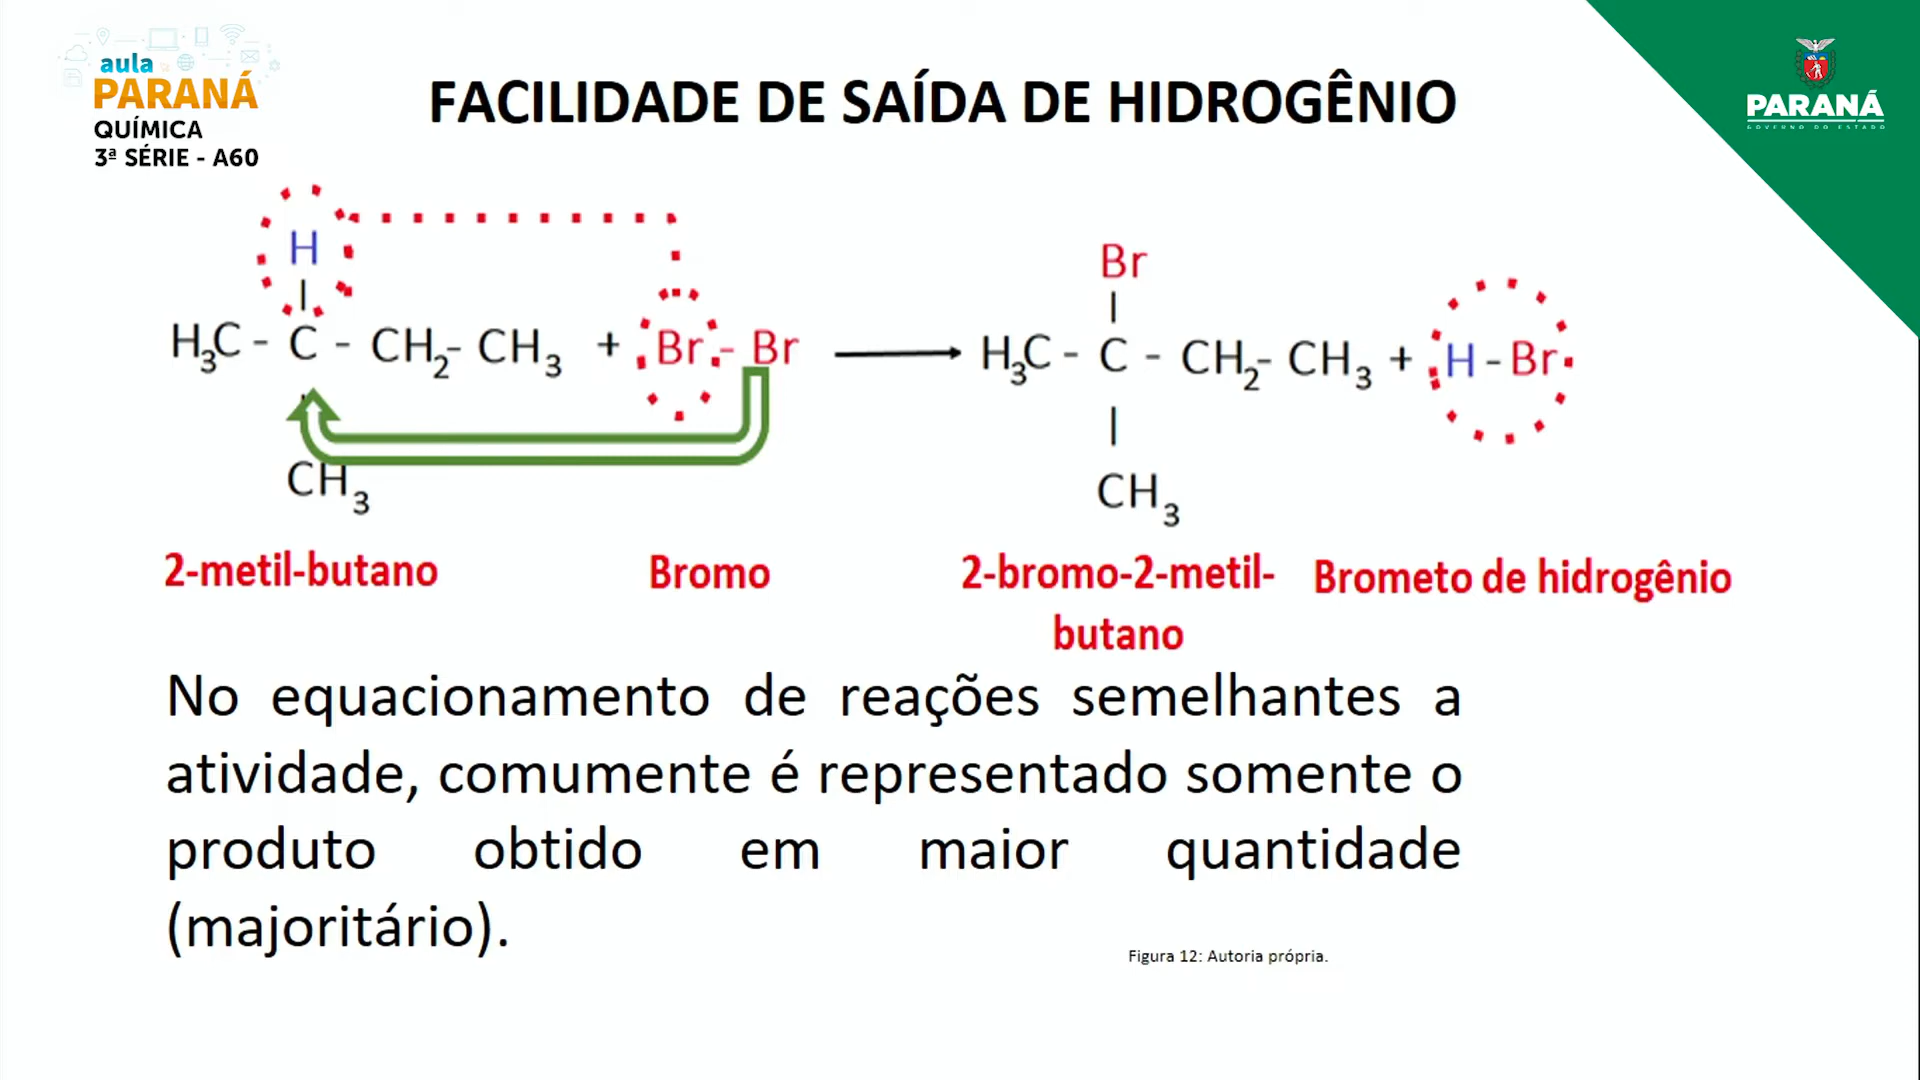 aula
PARANÁ
QUÍMICA
3ª SÉRIE - A60
FACILIDADE DE SAÍDA DE HIDROGÊNIO
PARANÁ
GOVERNO DO ESTADO
H
Br
H₃C - C - CH₂- CH₃ + Br - Br ⟶ H₃C - C - CH₂- CH₃ + H - Br
CH₃
CH₃
2-metil-butano
Bromo
2-bromo-2-metil-
butano
Brometo de hidrogênio
No equacionamento de reações semelhantes a
atividade, comumente é representado somente o
produto obtido em maior quantidade
(majoritário).
Figura 12: Autoria própria.